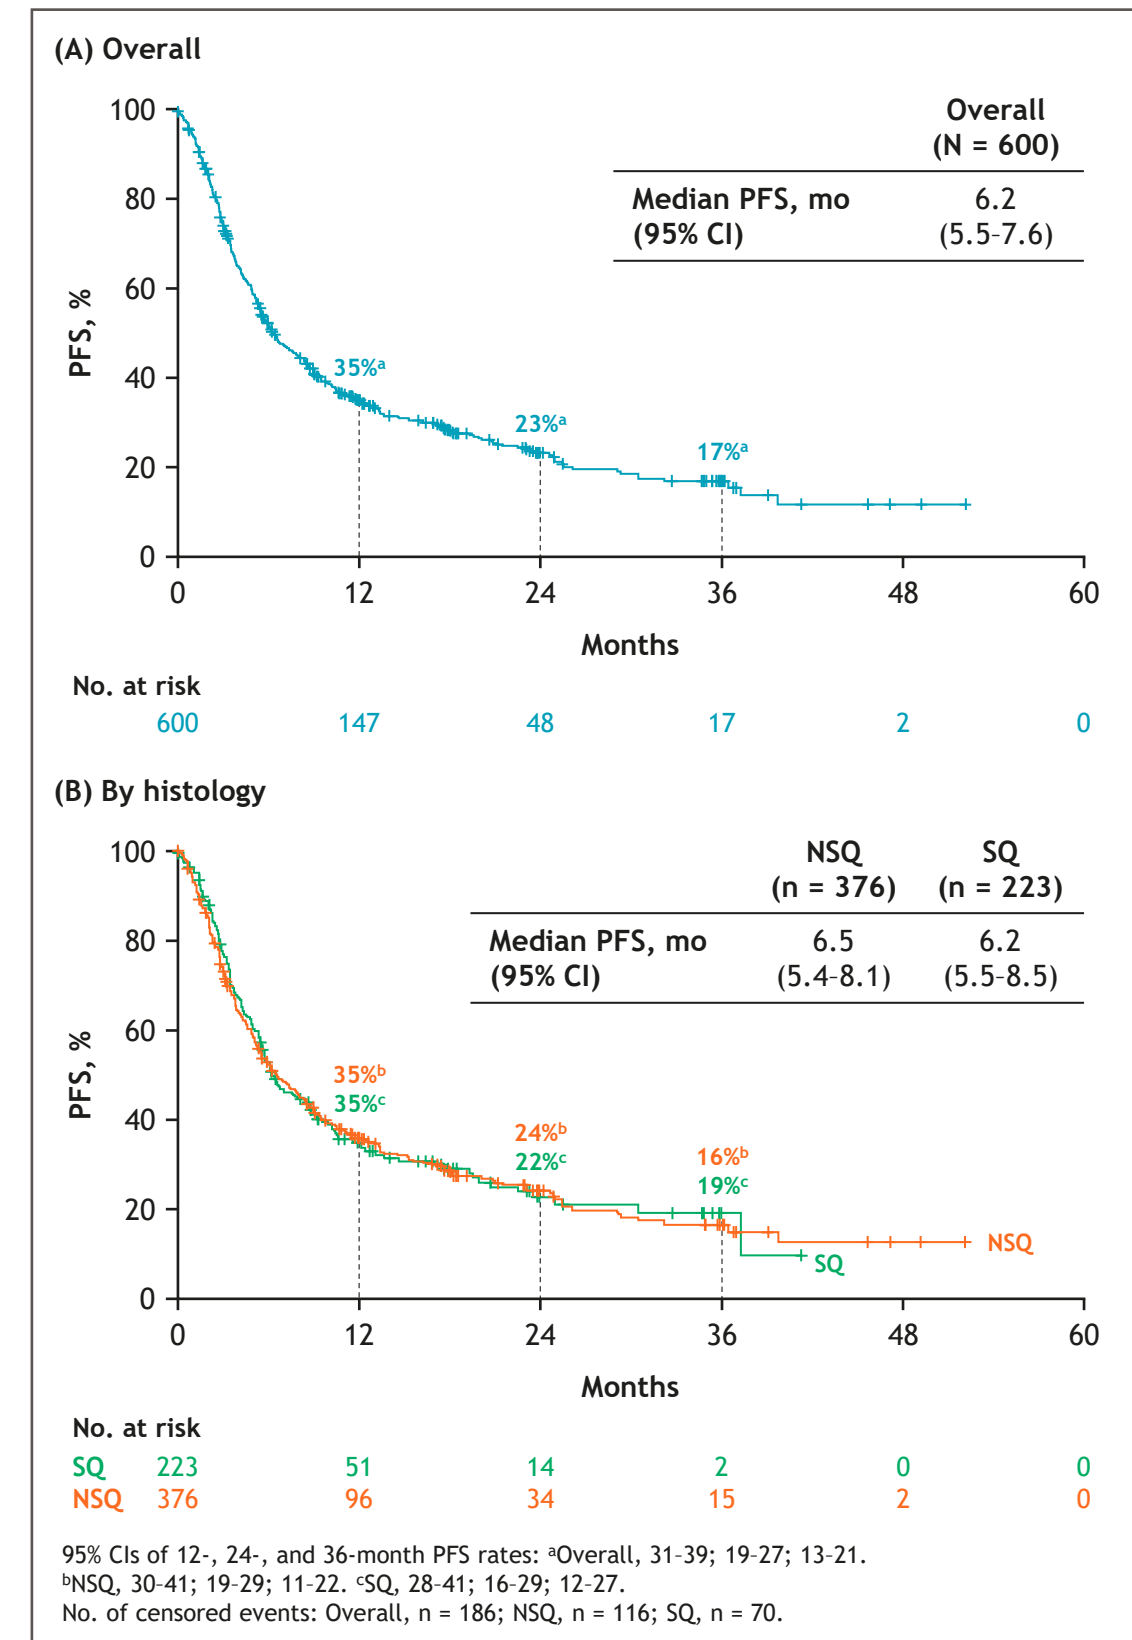 (A) Overall
Overall
(N = 600)
Median PFS, mo 6.2
(95% CI) (5.5–7.6)
PFS, %
100
80
60
40
20
0
35%ᵃ
23%ᵃ
17%ᵃ
0 12 24 36 48 60
Months
No. at risk
600 147 48 17 2 0
(B) By histology
NSQ SQ
(n = 376) (n = 223)
Median PFS, mo 6.5 6.2
(95% CI) (5.4–8.1) (5.5–8.5)
PFS, %
100
80
60
40
20
0
35%ᵇ
35%ᶜ
24%ᵇ
22%ᶜ
16%ᵇ
19%ᶜ
NSQ
SQ
0 12 24 36 48 60
Months
No. at risk
SQ 223 51 14 2 0 0
NSQ 376 96 34 15 2 0
95% CIs of 12-, 24-, and 36-month PFS rates: ᵃOverall, 31–39; 19–27; 13–21.
ᵇNSQ, 30–41; 19–29; 11–22. ᶜSQ, 28–41; 16–29; 12–27.
No. of censored events: Overall, n = 186; NSQ, n = 116; SQ, n = 70.